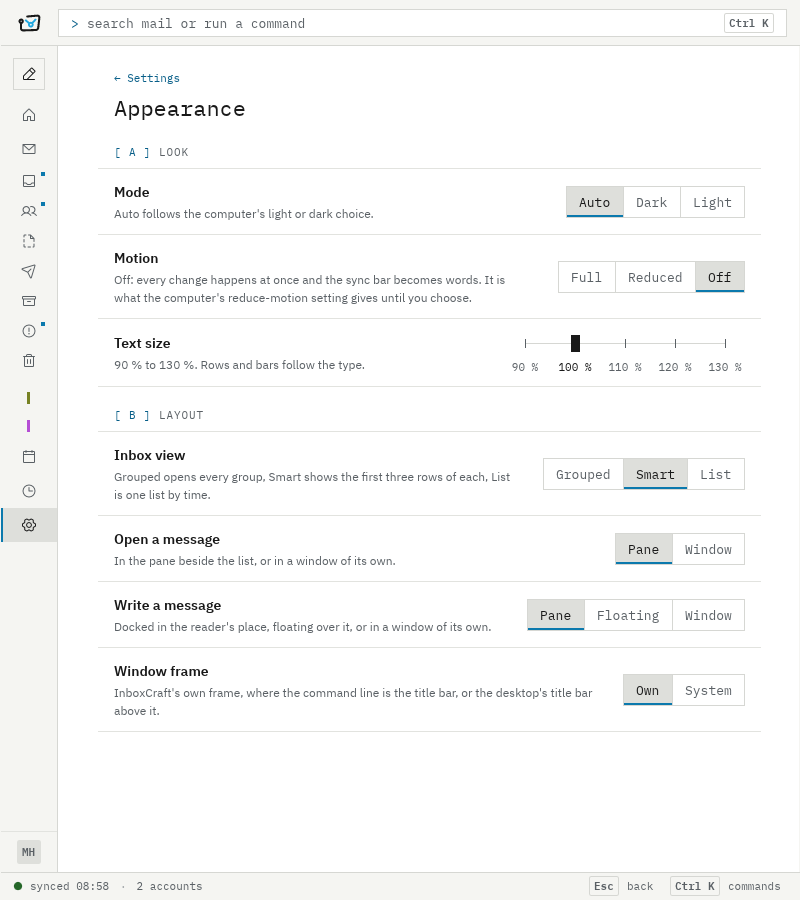 > search mail or run a command Ctrl K
← Settings
Appearance
[ A ] LOOK
Mode
Auto follows the computer's light or dark choice.
Auto Dark Light
Motion
Off: every change happens at once and the sync bar becomes words. It is
what the computer's reduce-motion setting gives until you choose.
Full Reduced Off
Text size
90 % to 130 %. Rows and bars follow the type.
90 % 100 % 110 % 120 % 130 %
[ B ] LAYOUT
Inbox view
Grouped opens every group, Smart shows the first three rows of each, List
is one list by time.
Grouped Smart List
Open a message
In the pane beside the list, or in a window of its own.
Pane Window
Write a message
Docked in the reader's place, floating over it, or in a window of its own.
Pane Floating Window
Window frame
InboxCraft's own frame, where the command line is the title bar, or the desktop's title bar
above it.
Own System
MH
synced 08:58 · 2 accounts
Esc back Ctrl K commands